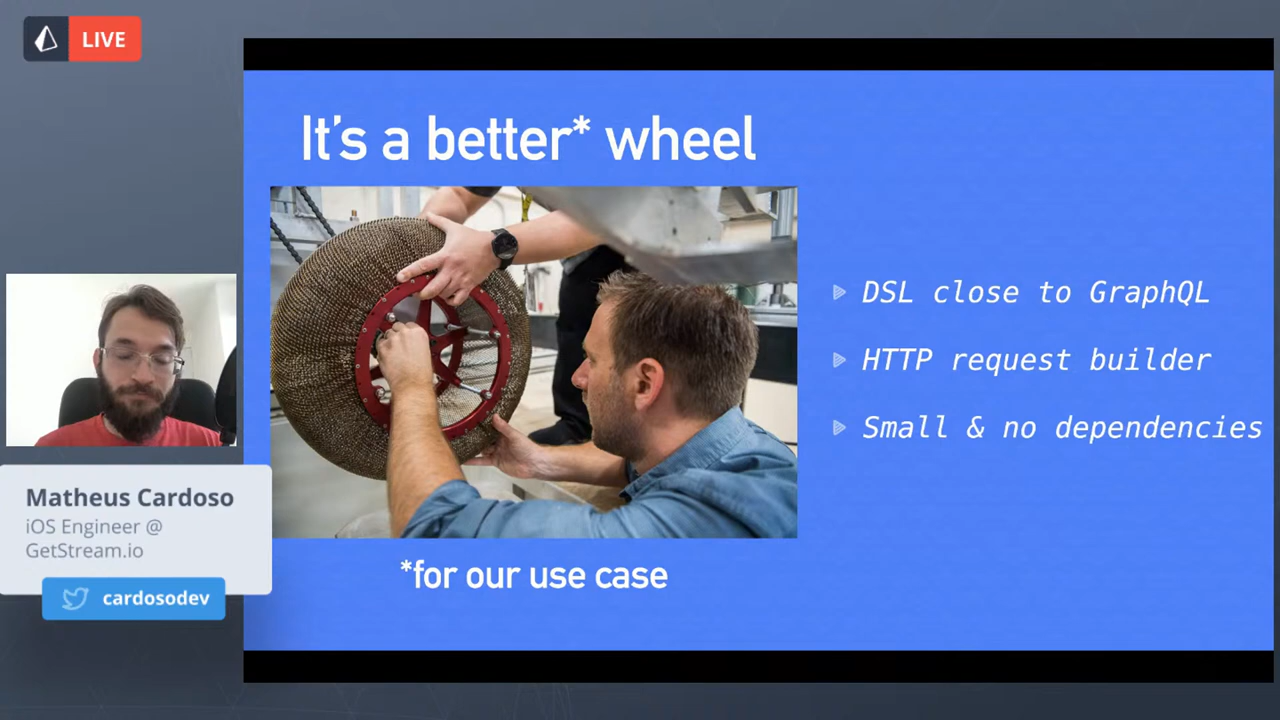 LIVE
It's a better* wheel
DSL close to GraphQL
HTTP request builder
Small & no dependencies
*for our use case
Matheus Cardoso
iOS Engineer @
GetStream.io
cardosodev